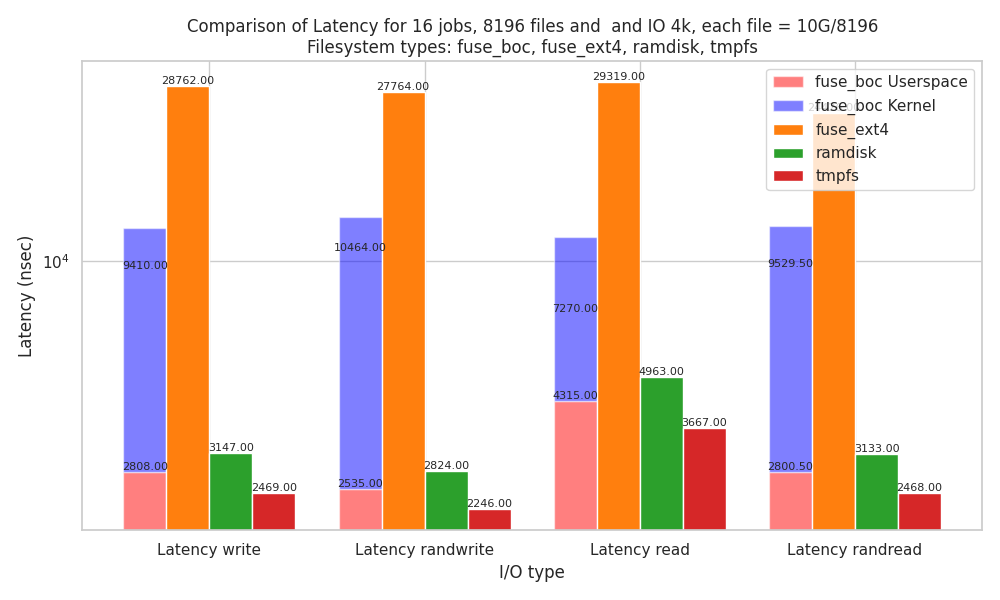 Comparison of Latency for 16 jobs, 8196 files and  and IO 4k, each file = 10G/8196
Filesystem types: fuse_boc, fuse_ext4, ramdisk, tmpfs
28762.00
27764.00
29319.00
fuse_boc Userspace
fuse_boc Kernel
fuse_ext4
ramdisk
tmpfs
Latency (nsec)
10⁴
9410.00
10464.00
7270.00
9529.50
2808.00
3147.00
2469.00
2535.00
2824.00
2246.00
4315.00
4963.00
3667.00
2800.50
3133.00
2468.00
Latency write
Latency randwrite
Latency read
Latency randread
I/O type